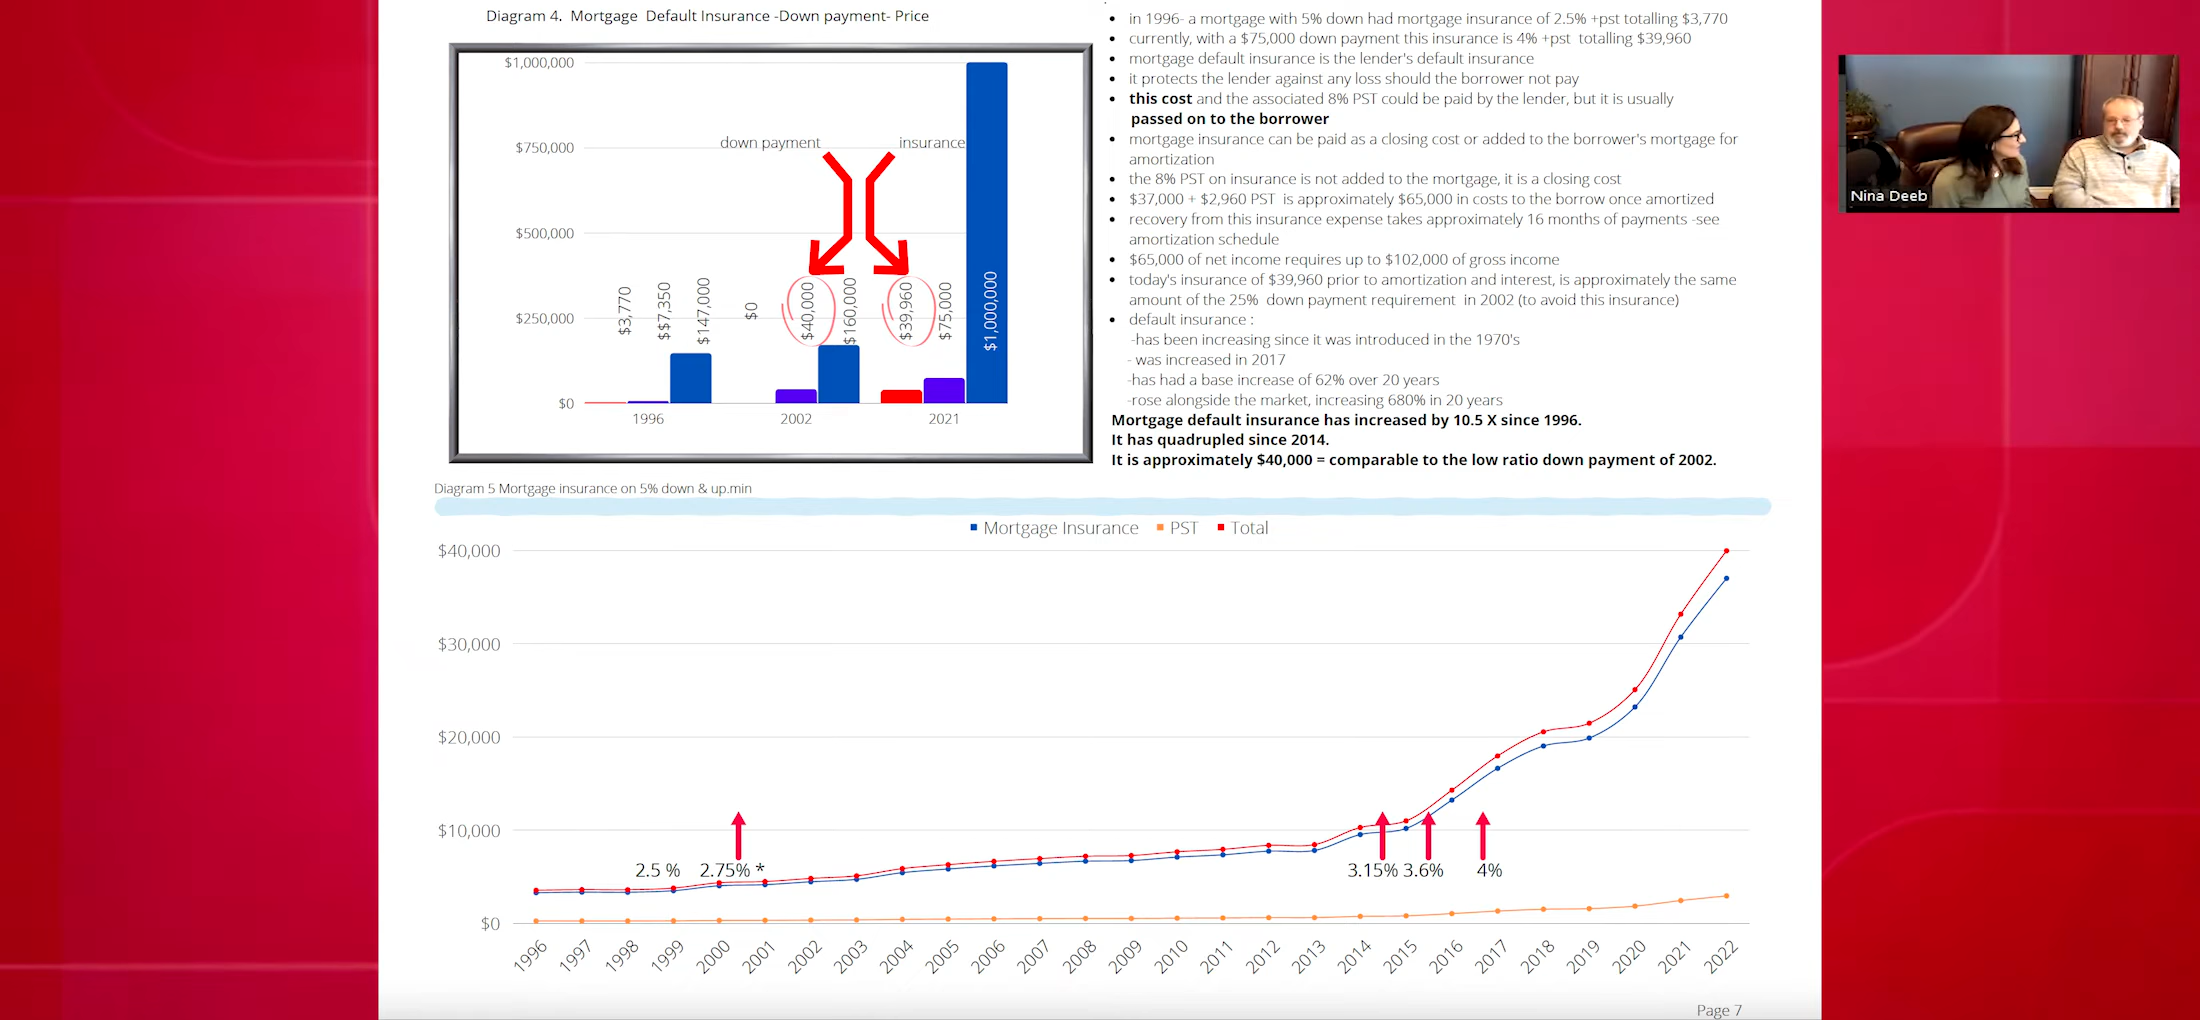 Diagram 4. Mortgage Default Insurance -Down payment- Price
$1,000,000
$750,000
$500,000
$250,000
$0
down payment
insurance
$3,770
$$7,350
$147,000
$0
$40,000
$160,000
$39,960
$75,000
$1,000,000
1996
2002
2021
• in 1996- a mortgage with 5% down had mortgage insurance of 2.5% +pst totalling $3,770
• currently, with a $75,000 down payment this insurance is 4% +pst totalling $39,960
• mortgage default insurance is the lender's default insurance
• it protects the lender against any loss should the borrower not pay
• this cost and the associated 8% PST could be paid by the lender, but it is usually
passed on to the borrower
• mortgage insurance can be paid as a closing cost or added to the borrower's mortgage for
amortization
• the 8% PST on insurance is not added to the mortgage, it is a closing cost
• $37,000 + $2,960 PST is approximately $65,000 in costs to the borrow once amortized
• recovery from this insurance expense takes approximately 16 months of payments -see
amortization schedule
• $65,000 of net income requires up to $102,000 of gross income
• today's insurance of $39,960 prior to amortization and interest, is approximately the same
amount of the 25% down payment requirement in 2002 (to avoid this insurance)
• default insurance :
-has been increasing since it was introduced in the 1970's
- was increased in 2017
-has had a base increase of 62% over 20 years
-rose alongside the market, increasing 680% in 20 years
Mortgage default insurance has increased by 10.5 X since 1996.
It has quadrupled since 2014.
It is approximately $40,000 = comparable to the low ratio down payment of 2002.
Nina Deeb
Diagram 5 Mortgage insurance on 5% down & up.min
Mortgage Insurance PST Total
$40,000
$30,000
$20,000
$10,000
$0
2.5 % 2.75% * 3.15% 3.6% 4%
1996 1997 1998 1999 2000 2001 2002 2003 2004 2005 2006 2007 2008 2009 2010 2011 2012 2013 2014 2015 2016 2017 2018 2019 2020 2021 2022
Page 7